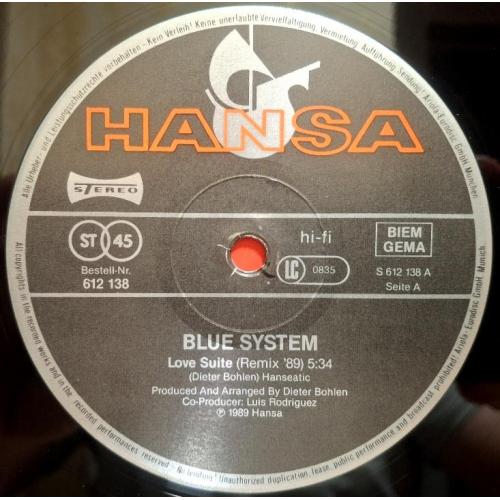 Alle Urheber- und Leistungsschutzrechte vorbehalten - Kein Verleih! Keine unerlaubte Vervielfältigung, Vermietung, Aufführung, Sendung! Ariola-Eurodisc GmbH München.
HANSA
STEREO
ST 45
Bestell-Nr.
612 138
hi-fi
LC 0835
BIEM
GEMA
S 612 138 A
Seite A
BLUE SYSTEM
Love Suite (Remix '89) 5:34
(Dieter Bohlen) Hanseatic
Produced And Arranged By Dieter Bohlen
Co-Producer: Luis Rodriguez
℗ 1989 Hansa
All copyrights in the recorded works and in the recorded performances reserved - No lending! Unauthorized duplication, lease, public performance and broadcast prohibited! Ariola-Eurodisc GmbH. Munich.